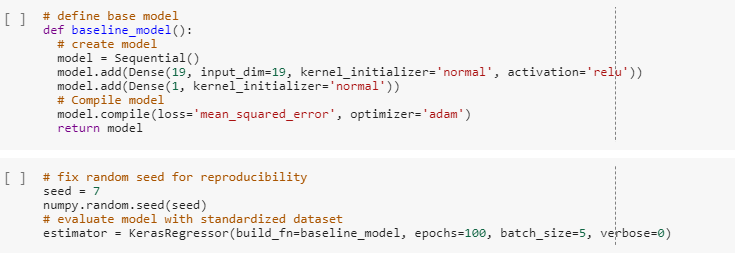 [ ] # define base model
def baseline_model():
  # create model
  model = Sequential()
  model.add(Dense(19, input_dim=19, kernel_initializer='normal', activation='relu'))
  model.add(Dense(1, kernel_initializer='normal'))
  # Compile model
  model.compile(loss='mean_squared_error', optimizer='adam')
  return model
[ ] # fix random seed for reproducibility
seed = 7
numpy.random.seed(seed)
# evaluate model with standardized dataset
estimator = KerasRegressor(build_fn=baseline_model, epochs=100, batch_size=5, verbose=0)